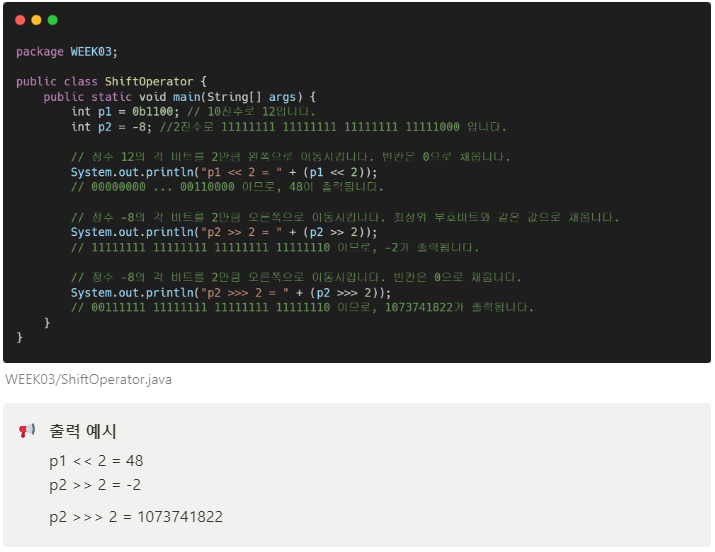 package WEEK03;
public class ShiftOperator {
public static void main(String[] args) {
int p1 = 0b1100; // 10진수로 12입니다.
int p2 = -8; //2진수로 11111111 11111111 11111111 11111000 입니다.
// 정수 12의 각 비트를 2만큼 왼쪽으로 이동시킵니다. 빈칸은 0으로 채웁니다.
System.out.println("p1 << 2 = " + (p1 << 2));
// 00000000 ... 00110000 이므로, 48이 출력됩니다.
// 정수 -8의 각 비트를 2만큼 오른쪽으로 이동시킵니다. 최상위 부호비트와 같은 값으로 채웁니다.
System.out.println("p2 >> 2 = " + (p2 >> 2));
// 11111111 11111111 11111111 11111110 이므로, -2가 출력됩니다.
// 정수 -8의 각 비트를 2만큼 오른쪽으로 이동시킵니다. 빈칸은 0으로 채웁니다.
System.out.println("p2 >>> 2 = " + (p2 >>> 2));
// 00111111 11111111 11111111 11111110 이므로, 1073741822가 출력됩니다.
}
}
WEEK03/ShiftOperator.java
출력 예시
p1 << 2 = 48
p2 >> 2 = -2
p2 >>> 2 = 1073741822